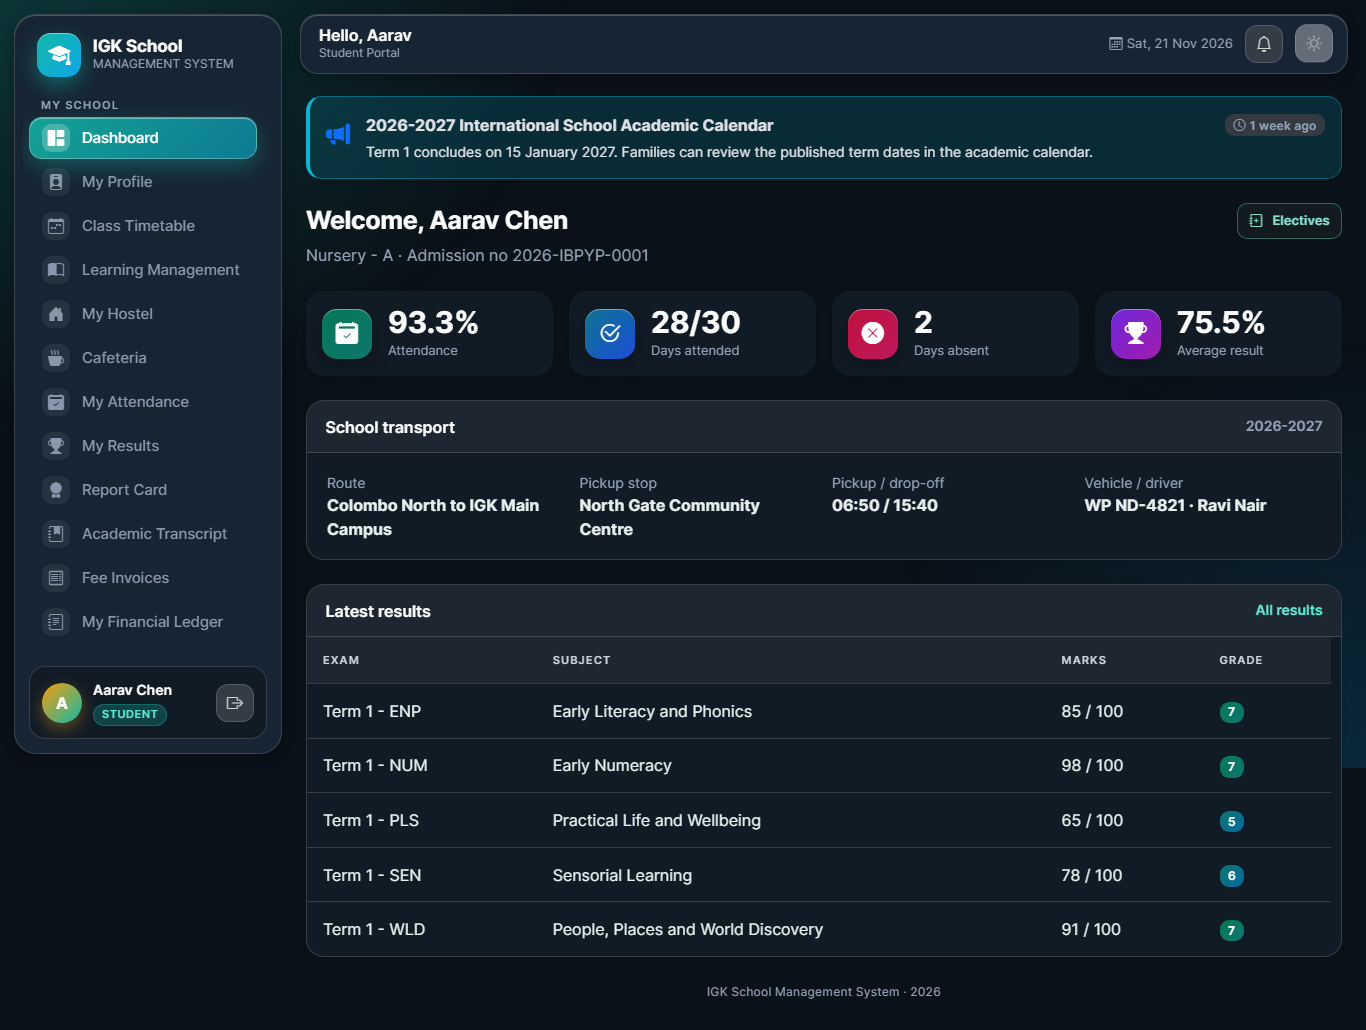 IGK School
MANAGEMENT SYSTEM
MY SCHOOL
Dashboard
My Profile
Class Timetable
Learning Management
My Hostel
Cafeteria
My Attendance
My Results
Report Card
Academic Transcript
Fee Invoices
My Financial Ledger
A
Aarav Chen
STUDENT
Hello, Aarav
Student Portal
Sat, 21 Nov 2026
2026-2027 International School Academic Calendar
1 week ago
Term 1 concludes on 15 January 2027. Families can review the published term dates in the academic calendar.
Welcome, Aarav Chen
Electives
Nursery - A · Admission no 2026-IBPYP-0001
93.3%
Attendance
28/30
Days attended
2
Days absent
75.5%
Average result
School transport
2026-2027
Route
Colombo North to IGK Main
Campus
Pickup stop
North Gate Community
Centre
Pickup / drop-off
06:50 / 15:40
Vehicle / driver
WP ND-4821 · Ravi Nair
Latest results
All results
EXAM SUBJECT MARKS GRADE
Term 1 - ENP Early Literacy and Phonics 85 / 100 7
Term 1 - NUM Early Numeracy 98 / 100 7
Term 1 - PLS Practical Life and Wellbeing 65 / 100 5
Term 1 - SEN Sensorial Learning 78 / 100 6
Term 1 - WLD People, Places and World Discovery 91 / 100 7
IGK School Management System · 2026